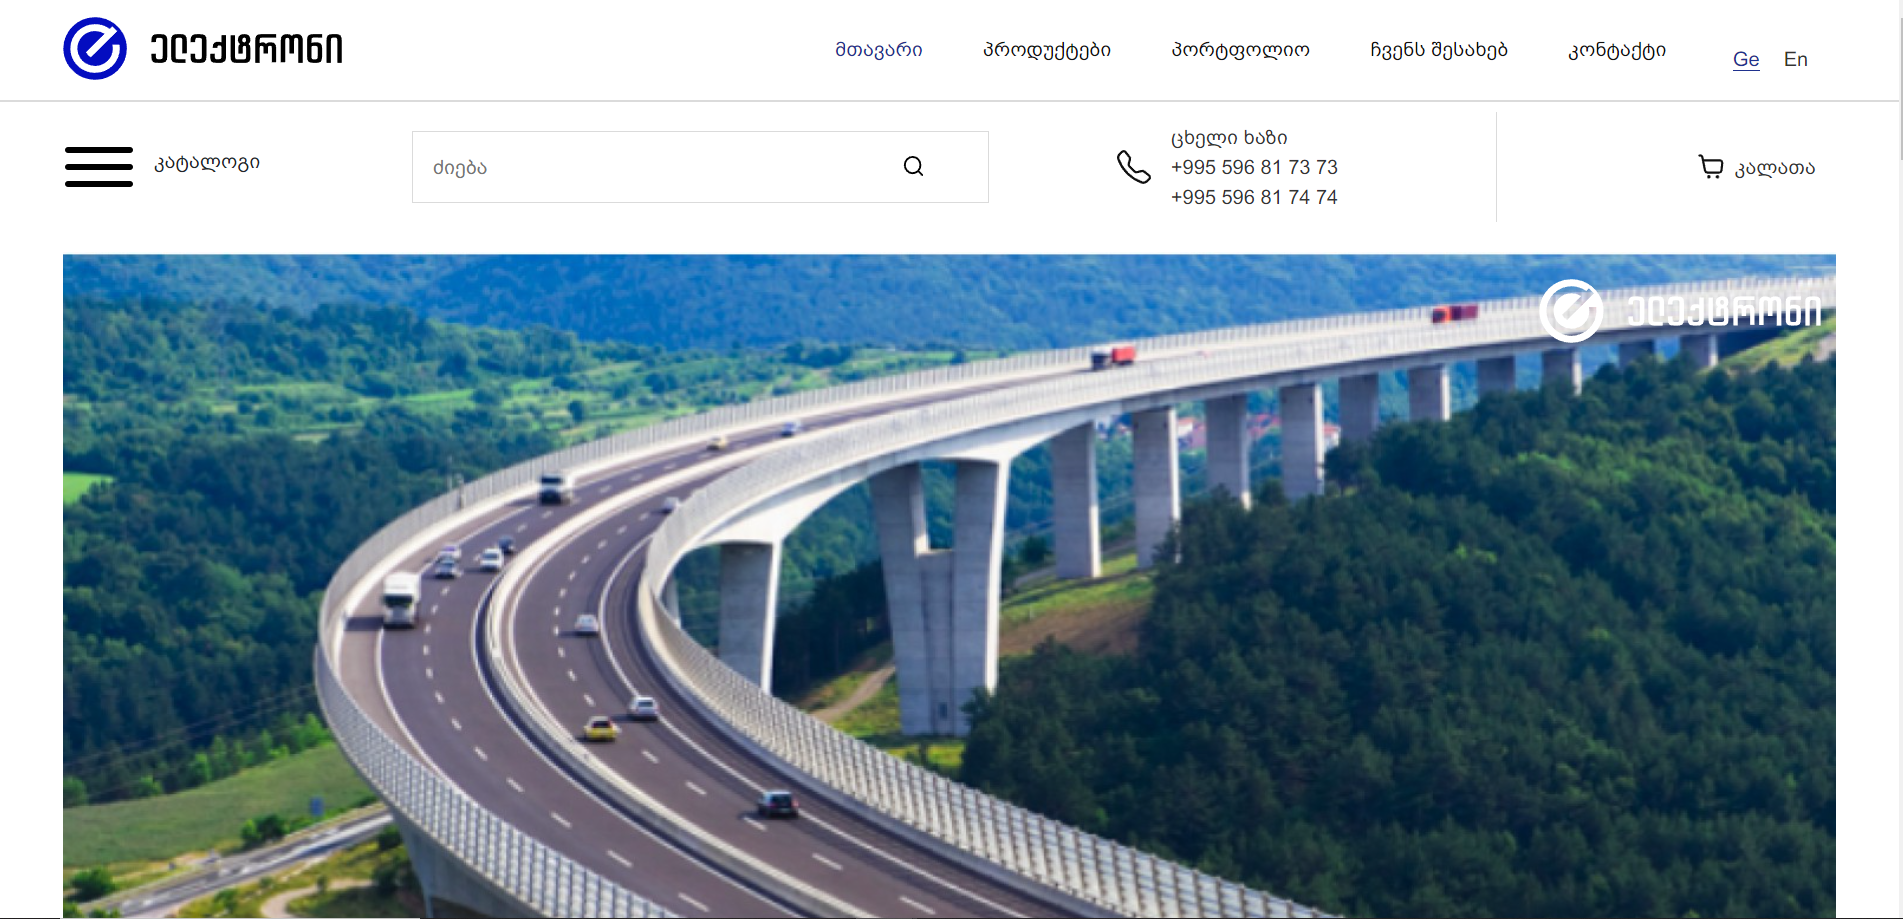 ელექტრონი
მთავარი
პროდუქტები
პორტფოლიო
ჩვენს შესახებ
კონტაქტი
Ge
En
კატალოგი
ძიება
ცხელი ხაზი
+995 596 81 73 73
+995 596 81 74 74
კალათა
ელექტრონი